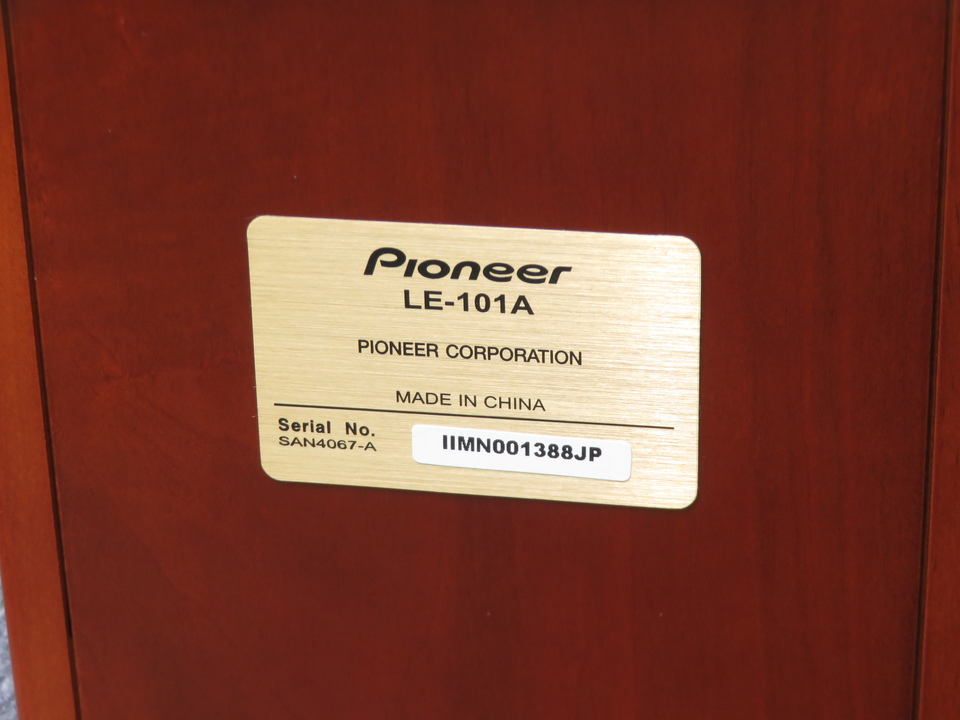 Pioneer
LE-101A
PIONEER CORPORATION
MADE IN CHINA
Serial No.
SAN4067-A
IIMN001388JP